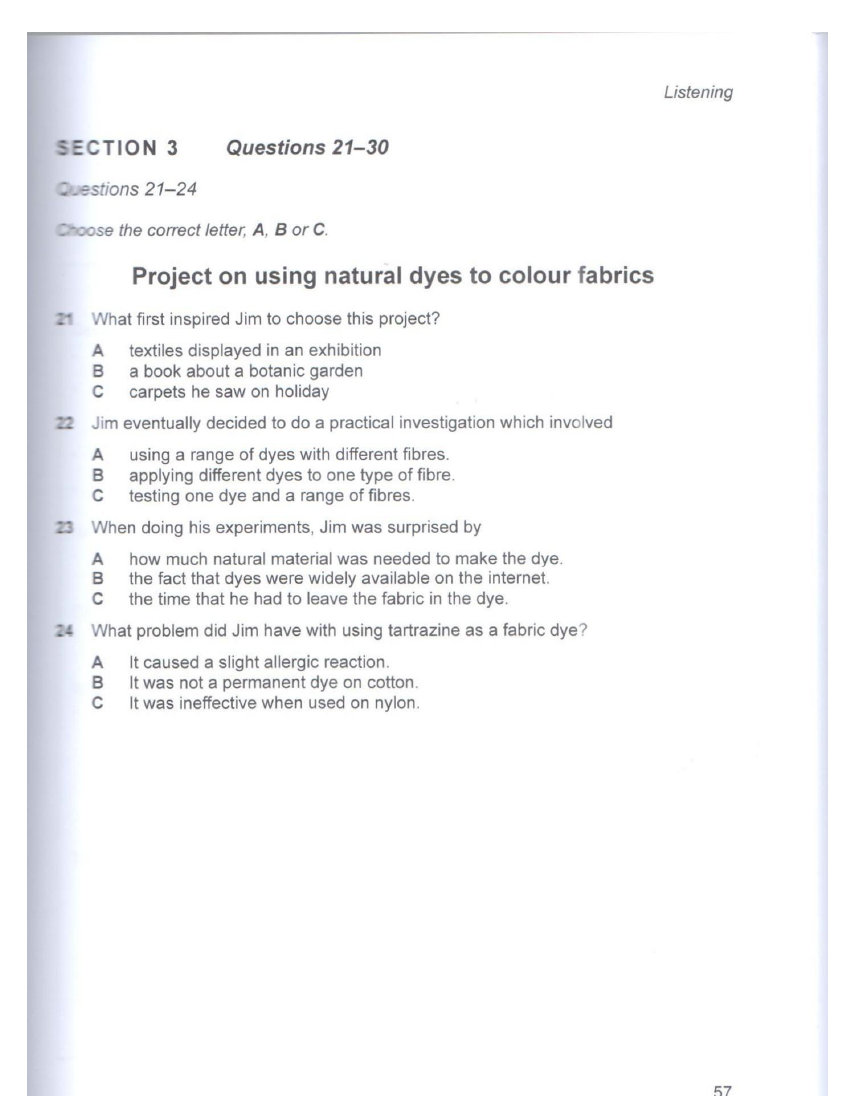 Listening
SECTION 3 Questions 21–30
Questions 21–24
Choose the correct letter, A, B or C.
Project on using natural dyes to colour fabrics
21 What first inspired Jim to choose this project?
A textiles displayed in an exhibition
B a book about a botanic garden
C carpets he saw on holiday
22 Jim eventually decided to do a practical investigation which involved
A using a range of dyes with different fibres.
B applying different dyes to one type of fibre.
C testing one dye and a range of fibres.
23 When doing his experiments, Jim was surprised by
A how much natural material was needed to make the dye.
B the fact that dyes were widely available on the internet.
C the time that he had to leave the fabric in the dye.
24 What problem did Jim have with using tartrazine as a fabric dye?
A It caused a slight allergic reaction.
B It was not a permanent dye on cotton.
C It was ineffective when used on nylon.
57